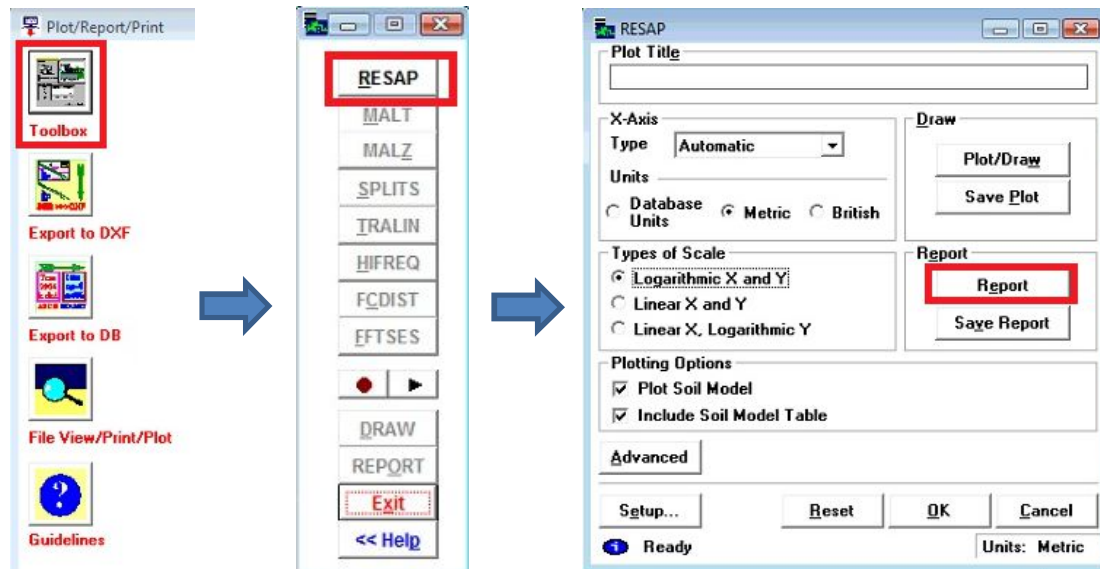 Plot/Report/Print
Toolbox
Export to DXF
Export to DB
File View/Print/Plot
Guidelines
RESAP
MALT
MALZ
SPLITS
TRALIN
HIFREQ
FCDIST
FFTSES
DRAW
REPORT
Exit
<< Help
RESAP
Plot Title
X-Axis
Type Automatic
Units
Database Units Metric British
Draw
Plot/Draw
Save Plot
Types of Scale
Logarithmic X and Y
Linear X and Y
Linear X, Logarithmic Y
Report
Report
Save Report
Plotting Options
Plot Soil Model
Include Soil Model Table
Advanced
Setup... Reset OK Cancel
Ready Units: Metric